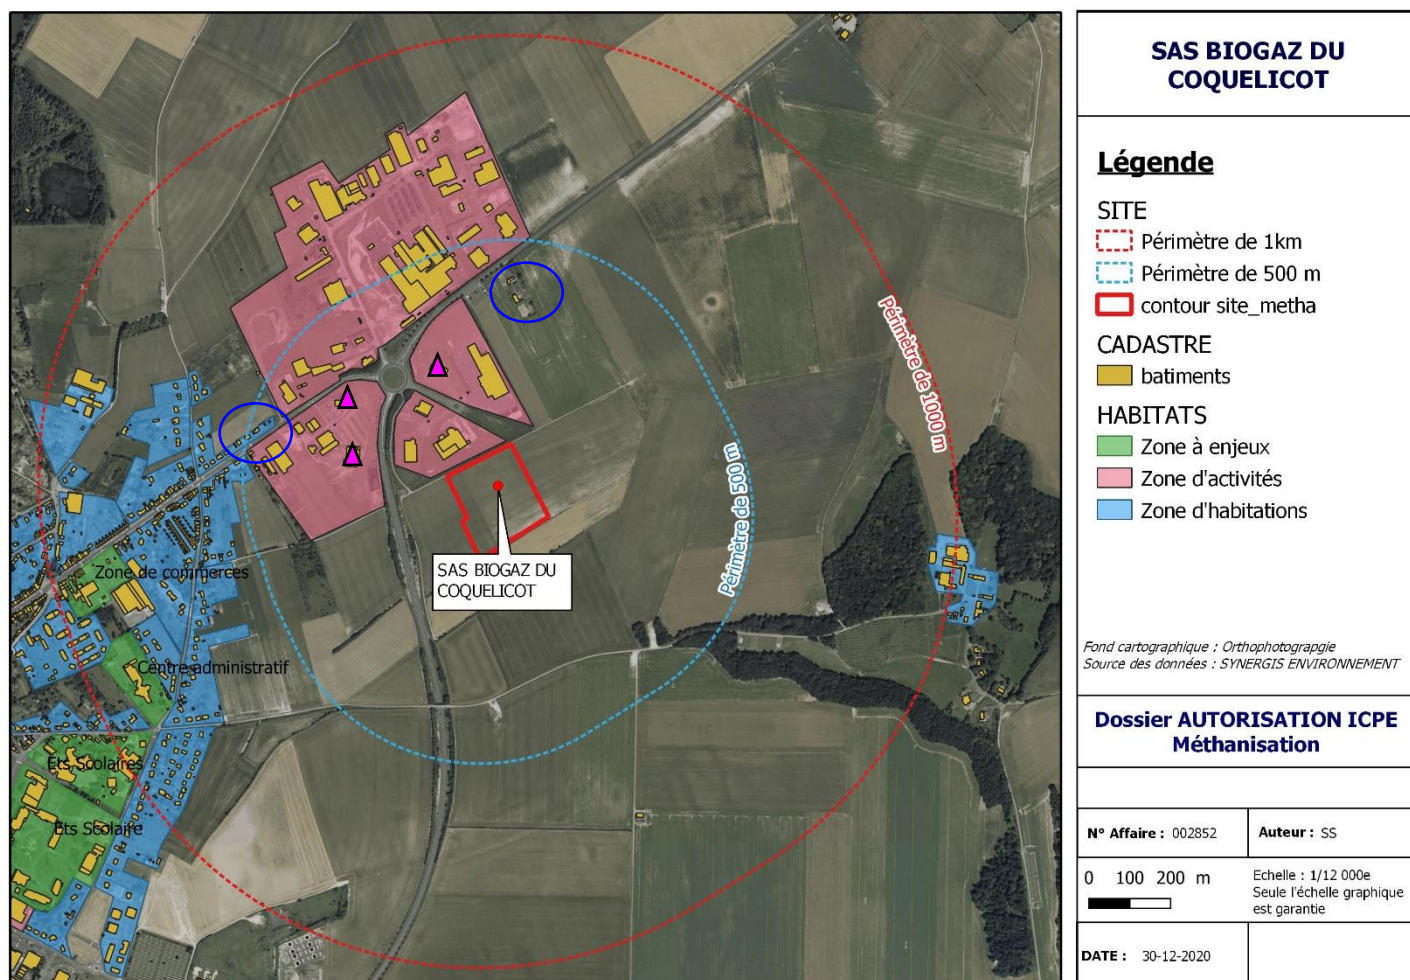 SAS BIOGAZ DU
COQUELICOT
Légende
SITE
Périmètre de 1km
Périmètre de 500 m
contour site_metha
CADASTRE
batiments
HABITATS
Zone à enjeux
Zone d'activités
Zone d'habitations
Fond cartographique : Orthophotograpgie
Source des données : SYNERGIS ENVIRONNEMENT
Dossier AUTORISATION ICPE
Méthanisation
N° Affaire : 002852
Auteur : SS
0 100 200 m
Echelle : 1/12 000e
Seule l'échelle graphique
est garantie
DATE : 30-12-2020
Périmètre de 1000 m
Périmètre de 500 m
SAS BIOGAZ DU
COQUELICOT
Zone de commerces
Centre administratif
Ets Scolaires
Ets Scolaire